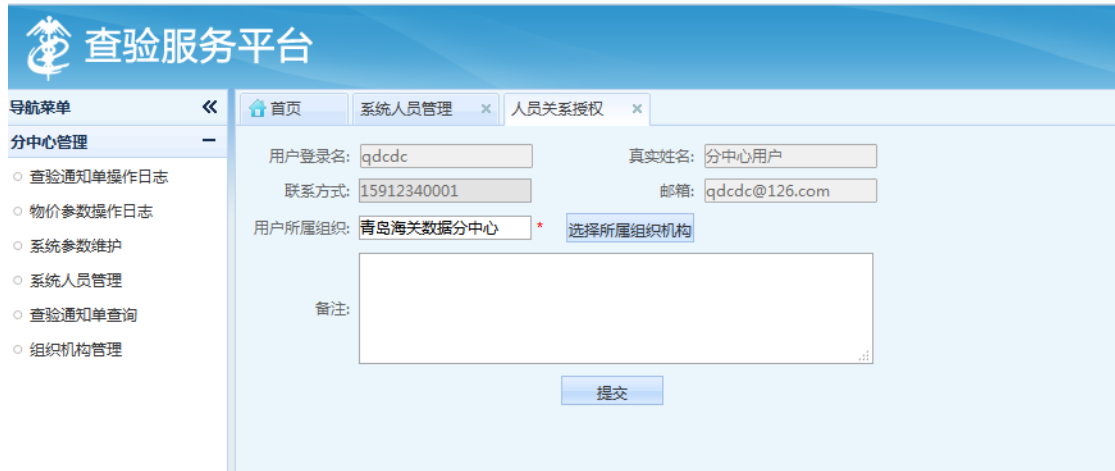 查验服务平台
导航菜单
分中心管理
查验通知单操作日志
物价参数操作日志
系统参数维护
系统人员管理
查验通知单查询
组织机构管理
首页 系统人员管理 人员关系授权
用户登录名: qdcdc 真实姓名: 分中心用户
联系方式: 15912340001 邮箱: qdcdc@126.com
用户所属组织: 青岛海关数据分中心 * 选择所属组织机构
备注:
提交